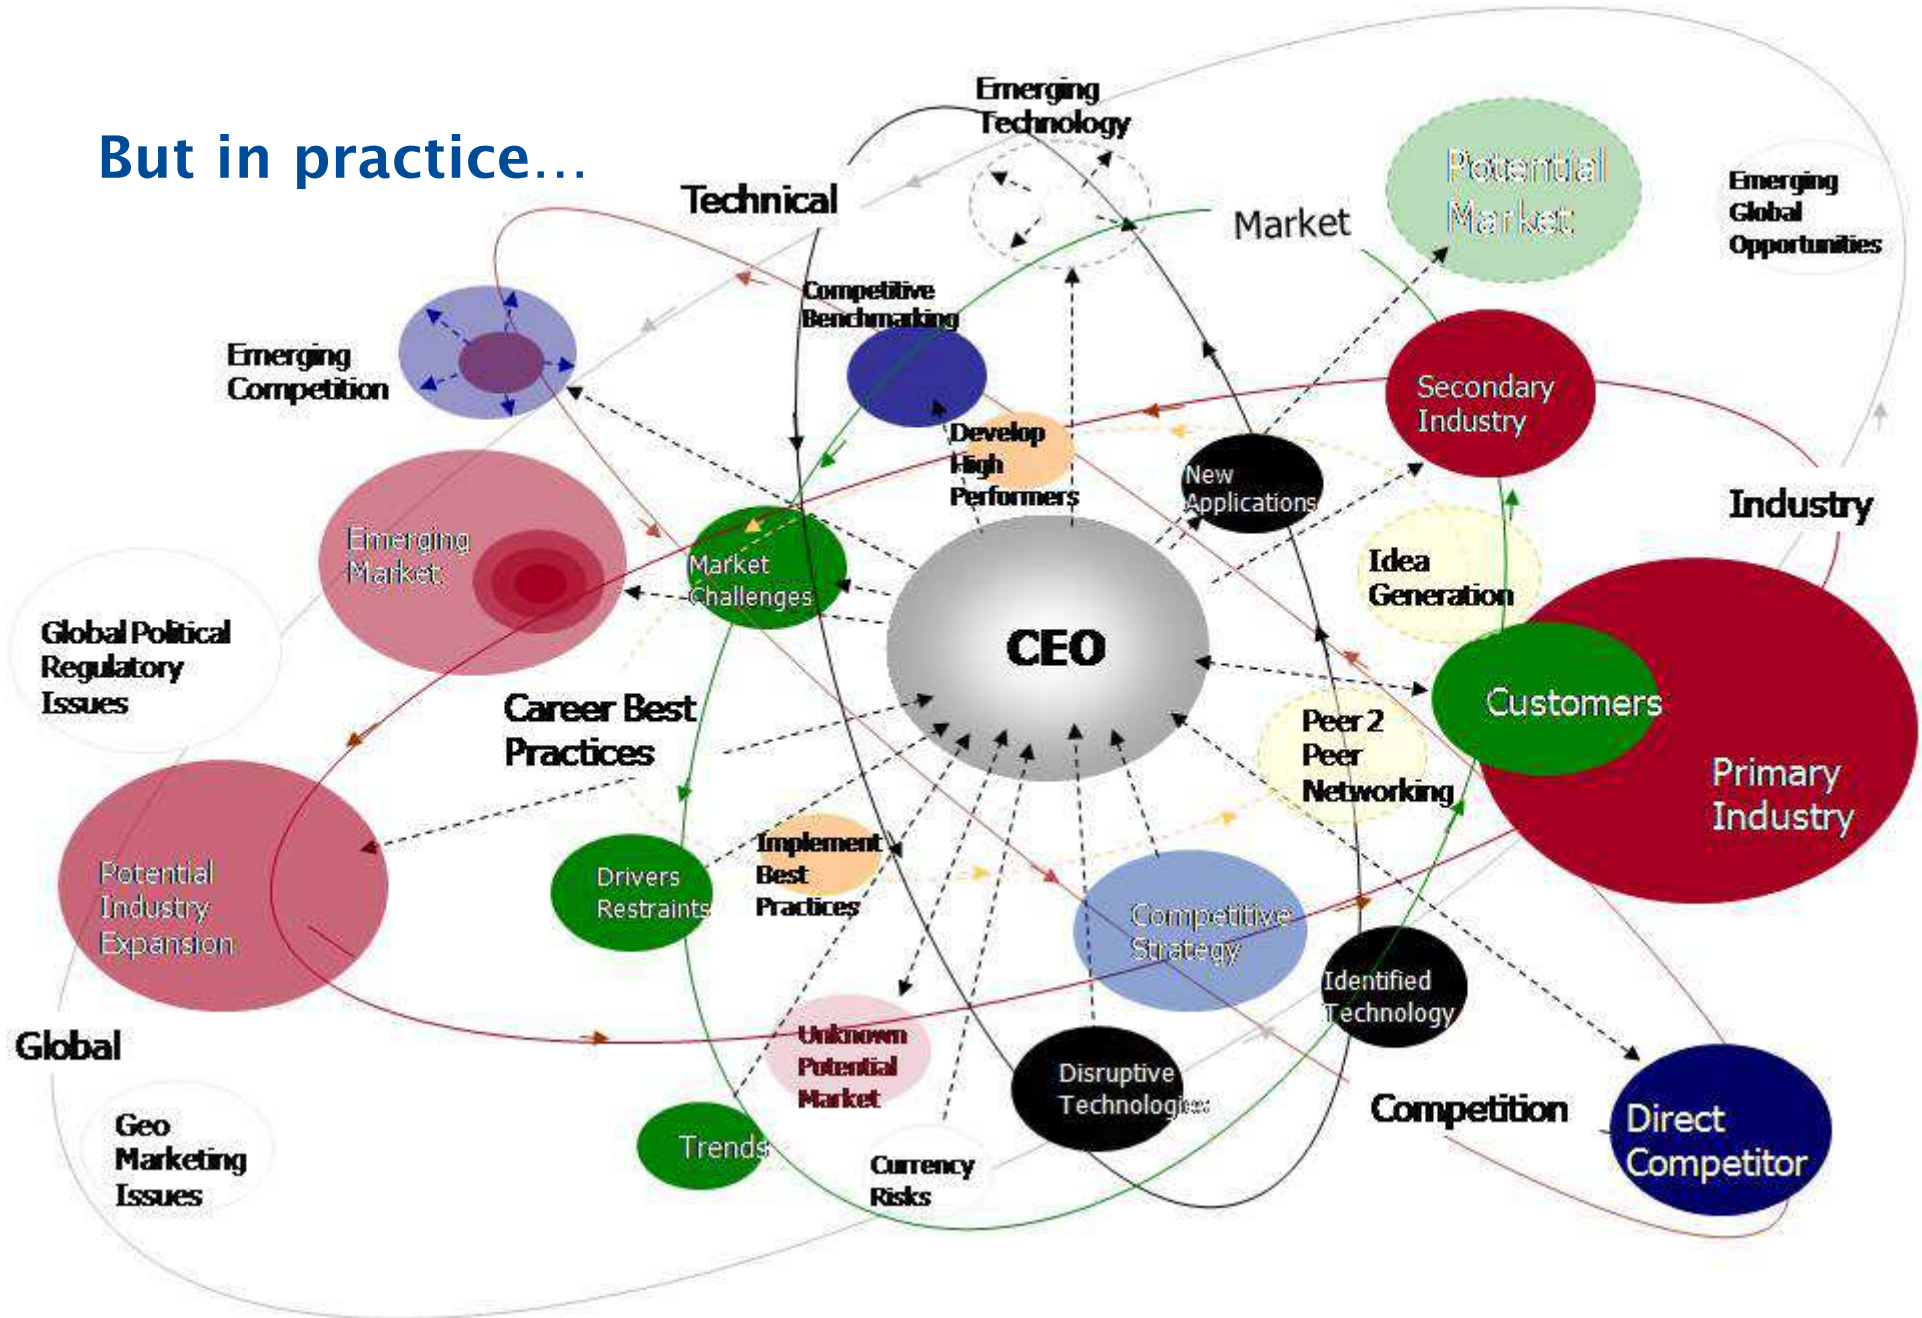 But in practice...
Emerging
Technology
Technical
Market
Potential
Market
Emerging
Global
Opportunities
Competitive
Benchmarking
Emerging
Competition
Secondary
Industry
Develop
High
Performers
New
Applications
Industry
Emerging
Market
Market
Challenges
Idea
Generation
Global Political
Regulatory
Issues
CEO
Career Best
Practices
Customers
Peer 2
Peer
Networking
Primary
Industry
Potential
Industry
Expansion
Drivers
Restraints
Implement
Best
Practices
Competitive
Strategy
Identified
Technology
Global
Unknown
Potential
Market
Disruptive
Technologies
Competition
Direct
Competitor
Geo
Marketing
Issues
Trends
Currency
Risks